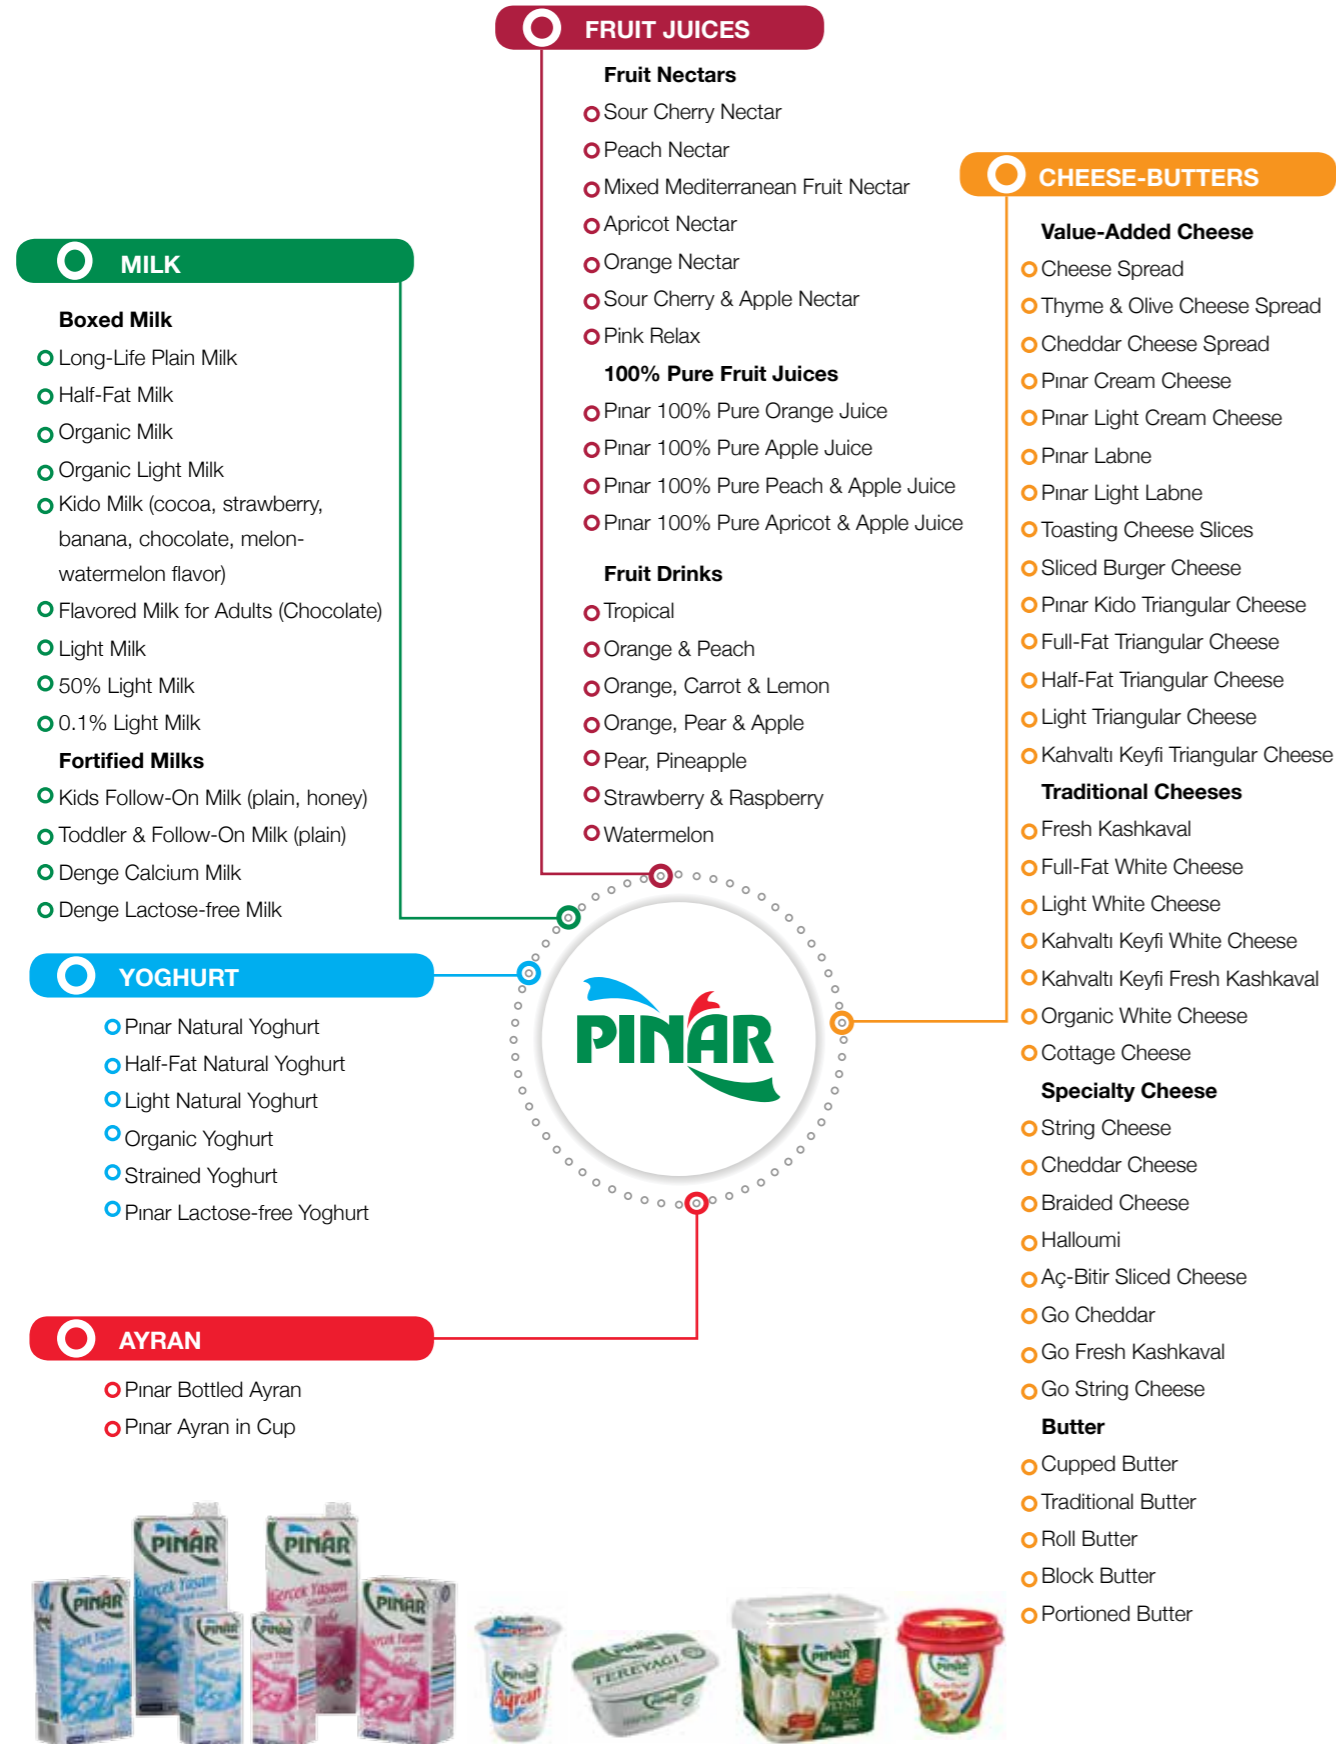 FRUIT JUICES
Fruit Nectars
Sour Cherry Nectar
Peach Nectar
Mixed Mediterranean Fruit Nectar
Apricot Nectar
Orange Nectar
Sour Cherry & Apple Nectar
Pink Relax
100% Pure Fruit Juices
Pınar 100% Pure Orange Juice
Pınar 100% Pure Apple Juice
Pınar 100% Pure Peach & Apple Juice
Pınar 100% Pure Apricot & Apple Juice
Fruit Drinks
Tropical
Orange & Peach
Orange, Carrot & Lemon
Orange, Pear & Apple
Pear, Pineapple
Strawberry & Raspberry
Watermelon
MILK
Boxed Milk
Long-Life Plain Milk
Half-Fat Milk
Organic Milk
Organic Light Milk
Kido Milk (cocoa, strawberry,
banana, chocolate, melon-
watermelon flavor)
Flavored Milk for Adults (Chocolate)
Light Milk
50% Light Milk
0.1% Light Milk
Fortified Milks
Kids Follow-On Milk (plain, honey)
Toddler & Follow-On Milk (plain)
Denge Calcium Milk
Denge Lactose-free Milk
YOGHURT
Pınar Natural Yoghurt
Half-Fat Natural Yoghurt
Light Natural Yoghurt
Organic Yoghurt
Strained Yoghurt
Pınar Lactose-free Yoghurt
AYRAN
Pınar Bottled Ayran
Pınar Ayran in Cup
PINAR
CHEESE-BUTTERS
Value-Added Cheese
Cheese Spread
Thyme & Olive Cheese Spread
Cheddar Cheese Spread
Pınar Cream Cheese
Pınar Light Cream Cheese
Pınar Labne
Pınar Light Labne
Toasting Cheese Slices
Sliced Burger Cheese
Pınar Kido Triangular Cheese
Full-Fat Triangular Cheese
Half-Fat Triangular Cheese
Light Triangular Cheese
Kahvaltı Keyfi Triangular Cheese
Traditional Cheeses
Fresh Kashkaval
Full-Fat White Cheese
Light White Cheese
Kahvaltı Keyfi White Cheese
Kahvaltı Keyfi Fresh Kashkaval
Organic White Cheese
Cottage Cheese
Specialty Cheese
String Cheese
Cheddar Cheese
Braided Cheese
Halloumi
Aç-Bitir Sliced Cheese
Go Cheddar
Go Fresh Kashkaval
Go String Cheese
Butter
Cupped Butter
Traditional Butter
Roll Butter
Block Butter
Portioned Butter
PINAR
Gerçek Yaşam
PINAR
Gerçek Yaşam
PINAR
PINAR
PINAR
PINAR
PINAR
Ayran
TEREYAĞI
PINAR
BEYAZ
PEYNİR
PINAR